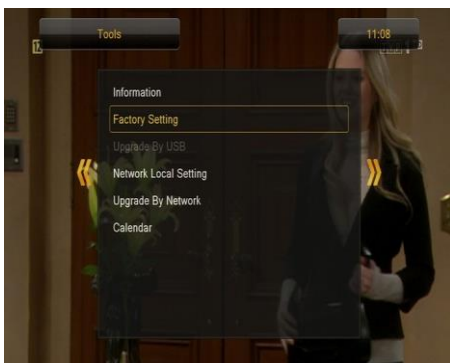 Tools
11:08
Information
Factory Setting
Upgrade By USB
Network Local Setting
Upgrade By Network
Calendar